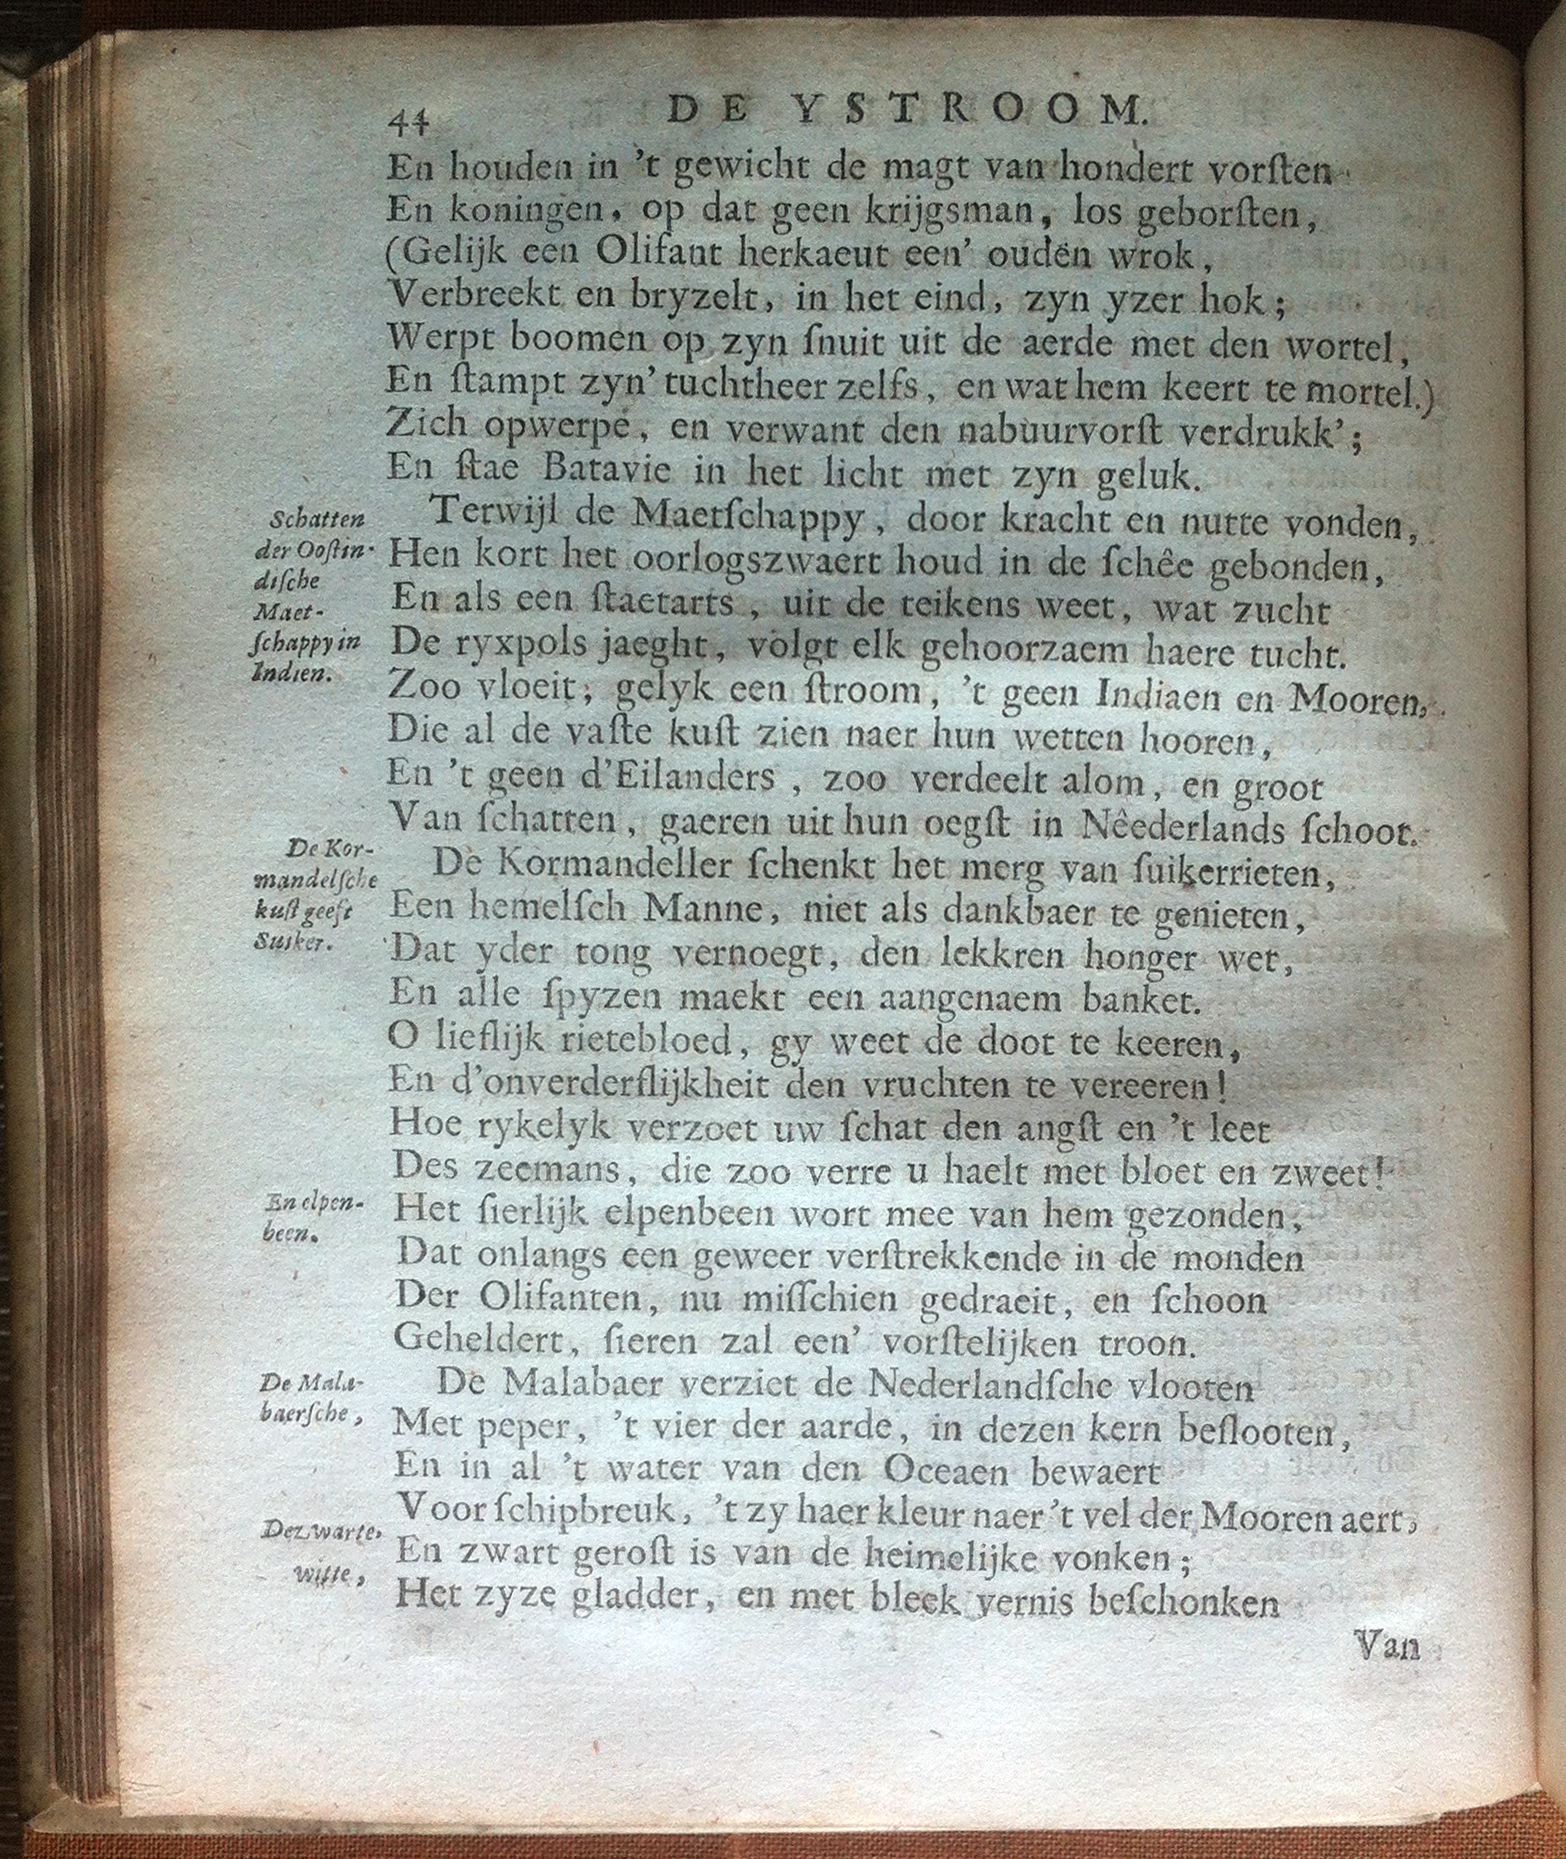 44 DE YSTROOM.
En houden in 't gewicht de magt van hondert vorſten
En koningen, op dat geen krijgsman, los geborſten,
(Gelijk een Olifant herkaeut een' ouden wrok,
Verbreekt en bryzelt, in het eind, zyn yzer hok;
Werpt boomen op zyn ſnuit uit de aerde met den wortel,
En ſtampt zyn' tuchtheer zelfs, en wat hem keert te mortel.)
Zich opwerpe, en verwant den nabuurvorſt verdrukk';
En ſtae Batavie in het licht met zyn geluk.
Schatten
der Ooſtin-
diſche
Maet-
ſchappy in
Indien.
Terwijl de Maetſchappy, door kracht en nutte vonden,
Hen kort het oorlogszwaert houd in de ſchêe gebonden,
En als een ſtaetarts, uit de teikens weet, wat zucht
De ryxpols jaeght, volgt elk gehoorzaem haere tucht.
Zoo vloeit, gelyk een ſtroom, 't geen Indiaen en Mooren,
Die al de vaſte kuſt zien naer hun wetten hooren,
En 't geen d'Eilanders, zoo verdeelt alom, en groot
Van ſchatten, gaeren uit hun oegſt in Nêederlands ſchoot.
De Kor-
mandelſche
kuſt geeft
Suiker.
De Kormandeller ſchenkt het merg van ſuikerrieten,
Een hemelſch Manne, niet als dankbaer te genieten,
Dat yder tong vernoegt, den lekkren honger wet,
En alle ſpyzen maekt een aangenaem banket.
O lieflijk rietebloed, gy weet de doot te keeren,
En d'onverderflijkheit den vruchten te vereeren!
Hoe rykelyk verzoet uw ſchat den angſt en 't leet
Des zeemans, die zoo verre u haelt met bloet en zweet!
En elpen-
been.
Het ſierlijk elpenbeen wort mee van hem gezonden,
Dat onlangs een geweer verſtrekkende in de monden
Der Olifanten, nu miſſchien gedraeit, en ſchoon
Geheldert, ſieren zal een' vorſtelijken troon.
De Mala-
baerſche,
De Malabaer verziet de Nederlandſche vlooten
Met peper, 't vier der aarde, in dezen kern beſlooten,
En in al 't water van den Oceaen bewaert
Voor ſchipbreuk, 't zy haer kleur naer 't vel der Mooren aert,
De zwarte,
witte,
En zwart geroſt is van de heimelijke vonken;
Het zyze gladder, en met bleek vernis beſchonken
Van